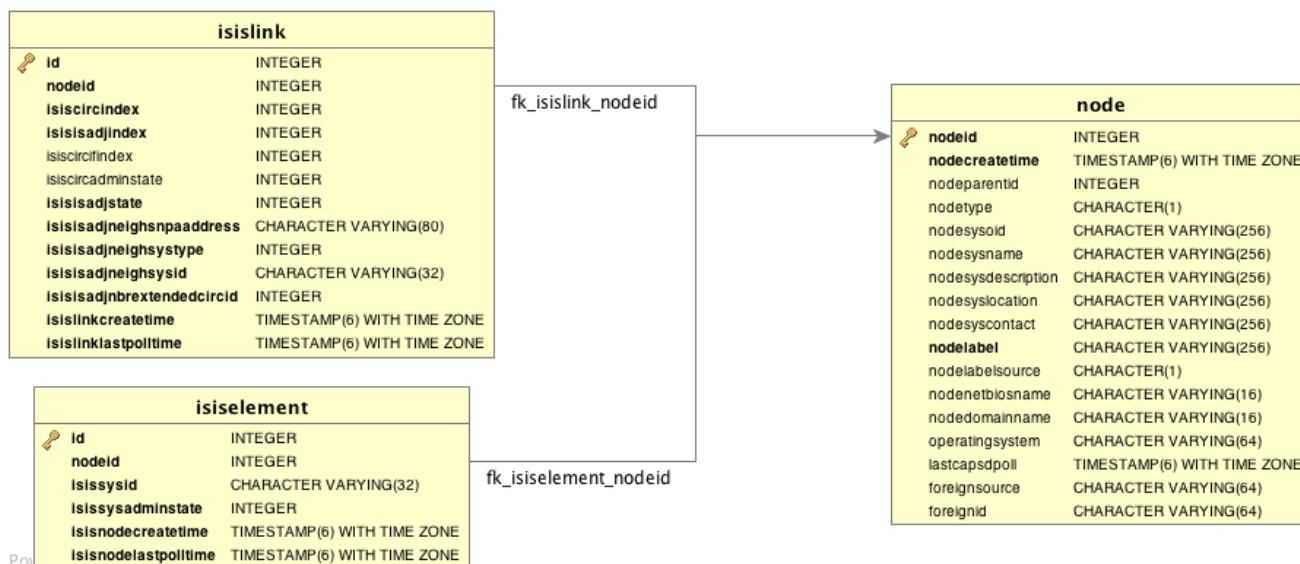 isislink
id INTEGER
nodeid INTEGER
isiscircindex INTEGER
isisisadjindex INTEGER
isiscircifindex INTEGER
isiscircadminstate INTEGER
isisisadjstate INTEGER
isisisadjneighsnpaaddress CHARACTER VARYING(80)
isisisadjneighsystype INTEGER
isisisadjneighsysid CHARACTER VARYING(32)
isisisadjnbrextendedcircid INTEGER
isislinkcreatetime TIMESTAMP(6) WITH TIME ZONE
isislinklastpolltime TIMESTAMP(6) WITH TIME ZONE
fk_isislink_nodeid
isiselement
id INTEGER
nodeid INTEGER
isissysid CHARACTER VARYING(32)
isissysadminstate INTEGER
isisnodecreatetime TIMESTAMP(6) WITH TIME ZONE
isisnodelastpolltime TIMESTAMP(6) WITH TIME ZONE
fk_isiselement_nodeid
node
nodeid INTEGER
nodecreatetime TIMESTAMP(6) WITH TIME ZONE
nodeparentid INTEGER
nodetype CHARACTER(1)
nodesysoid CHARACTER VARYING(256)
nodesysname CHARACTER VARYING(256)
nodesysdescription CHARACTER VARYING(256)
nodesyslocation CHARACTER VARYING(256)
nodesyscontact CHARACTER VARYING(256)
nodelabel CHARACTER VARYING(256)
nodelabelsource CHARACTER(1)
nodenetbiosname CHARACTER VARYING(16)
nodedomainname CHARACTER VARYING(16)
operatingsystem CHARACTER VARYING(64)
lastcapsdpoll TIMESTAMP(6) WITH TIME ZONE
foreignsource CHARACTER VARYING(64)
foreignid CHARACTER VARYING(64)